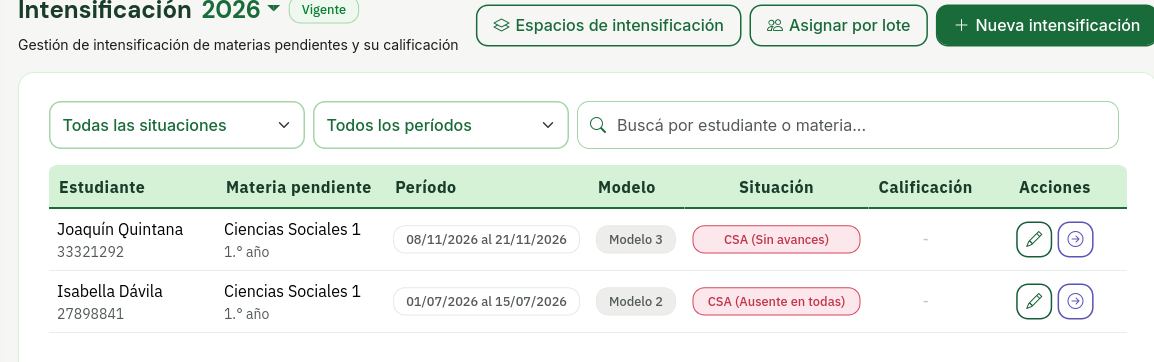 Intensificación 2026
Vigente
Gestión de intensificación de materias pendientes y su calificación
Espacios de intensificación
Asignar por lote
+ Nueva intensificación
Todas las situaciones
Todos los períodos
Buscá por estudiante o materia...
Estudiante Materia pendiente Período Modelo Situación Calificación Acciones
Joaquín Quintana Ciencias Sociales 1
33321292 1.° año
08/11/2026 al 21/11/2026 Modelo 3 CSA (Sin avances) -
Isabella Dávila Ciencias Sociales 1
27898841 1.° año
01/07/2026 al 15/07/2026 Modelo 2 CSA (Ausente en todas) -